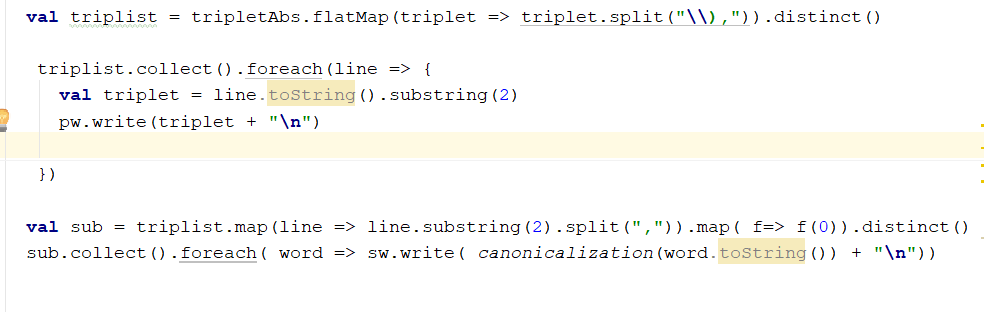 val triplist = tripletAbs.flatMap(triplet => triplet.split("\\),")).distinct()
triplist.collect().foreach(line => {
val triplet = line.toString().substring(2)
pw.write(triplet + "\n")
})
val sub = triplist.map(line => line.substring(2).split(",")).map( f=> f(0)).distinct()
sub.collect().foreach( word => sw.write( canonicalization(word.toString()) + "\n"))